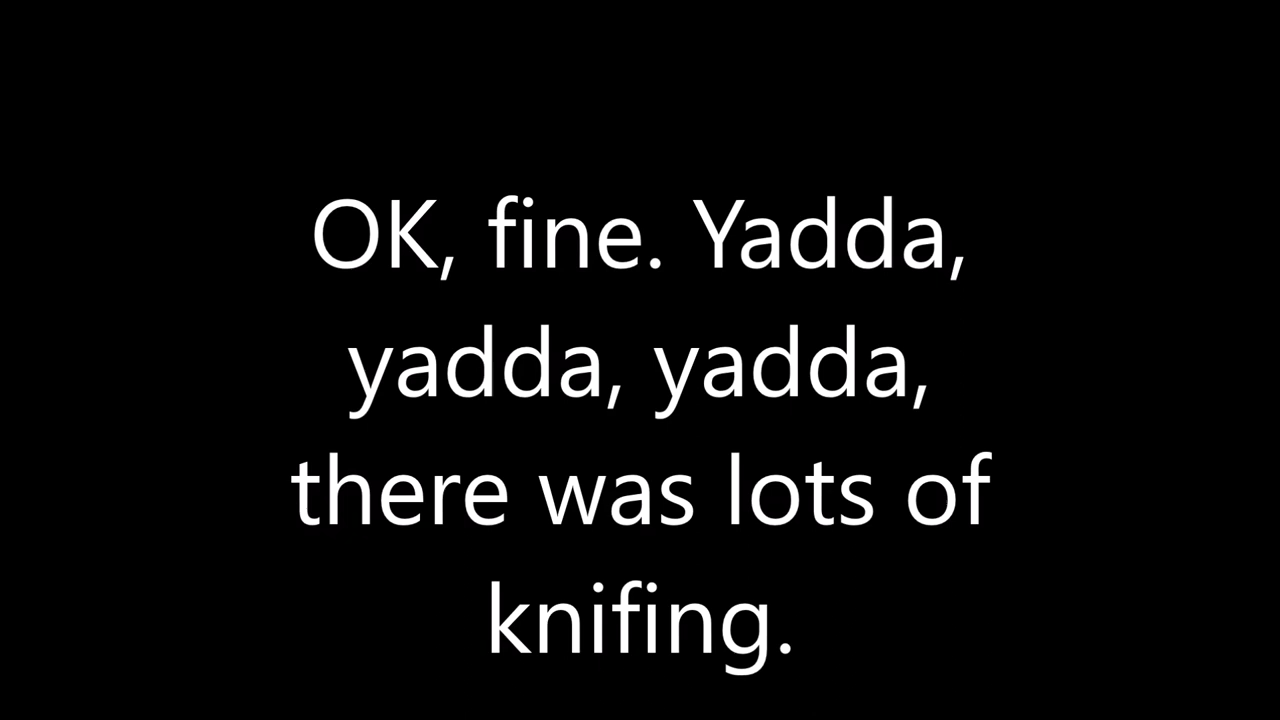 OK, fine. Yadda,
yadda, yadda,
there was lots of
knifing.